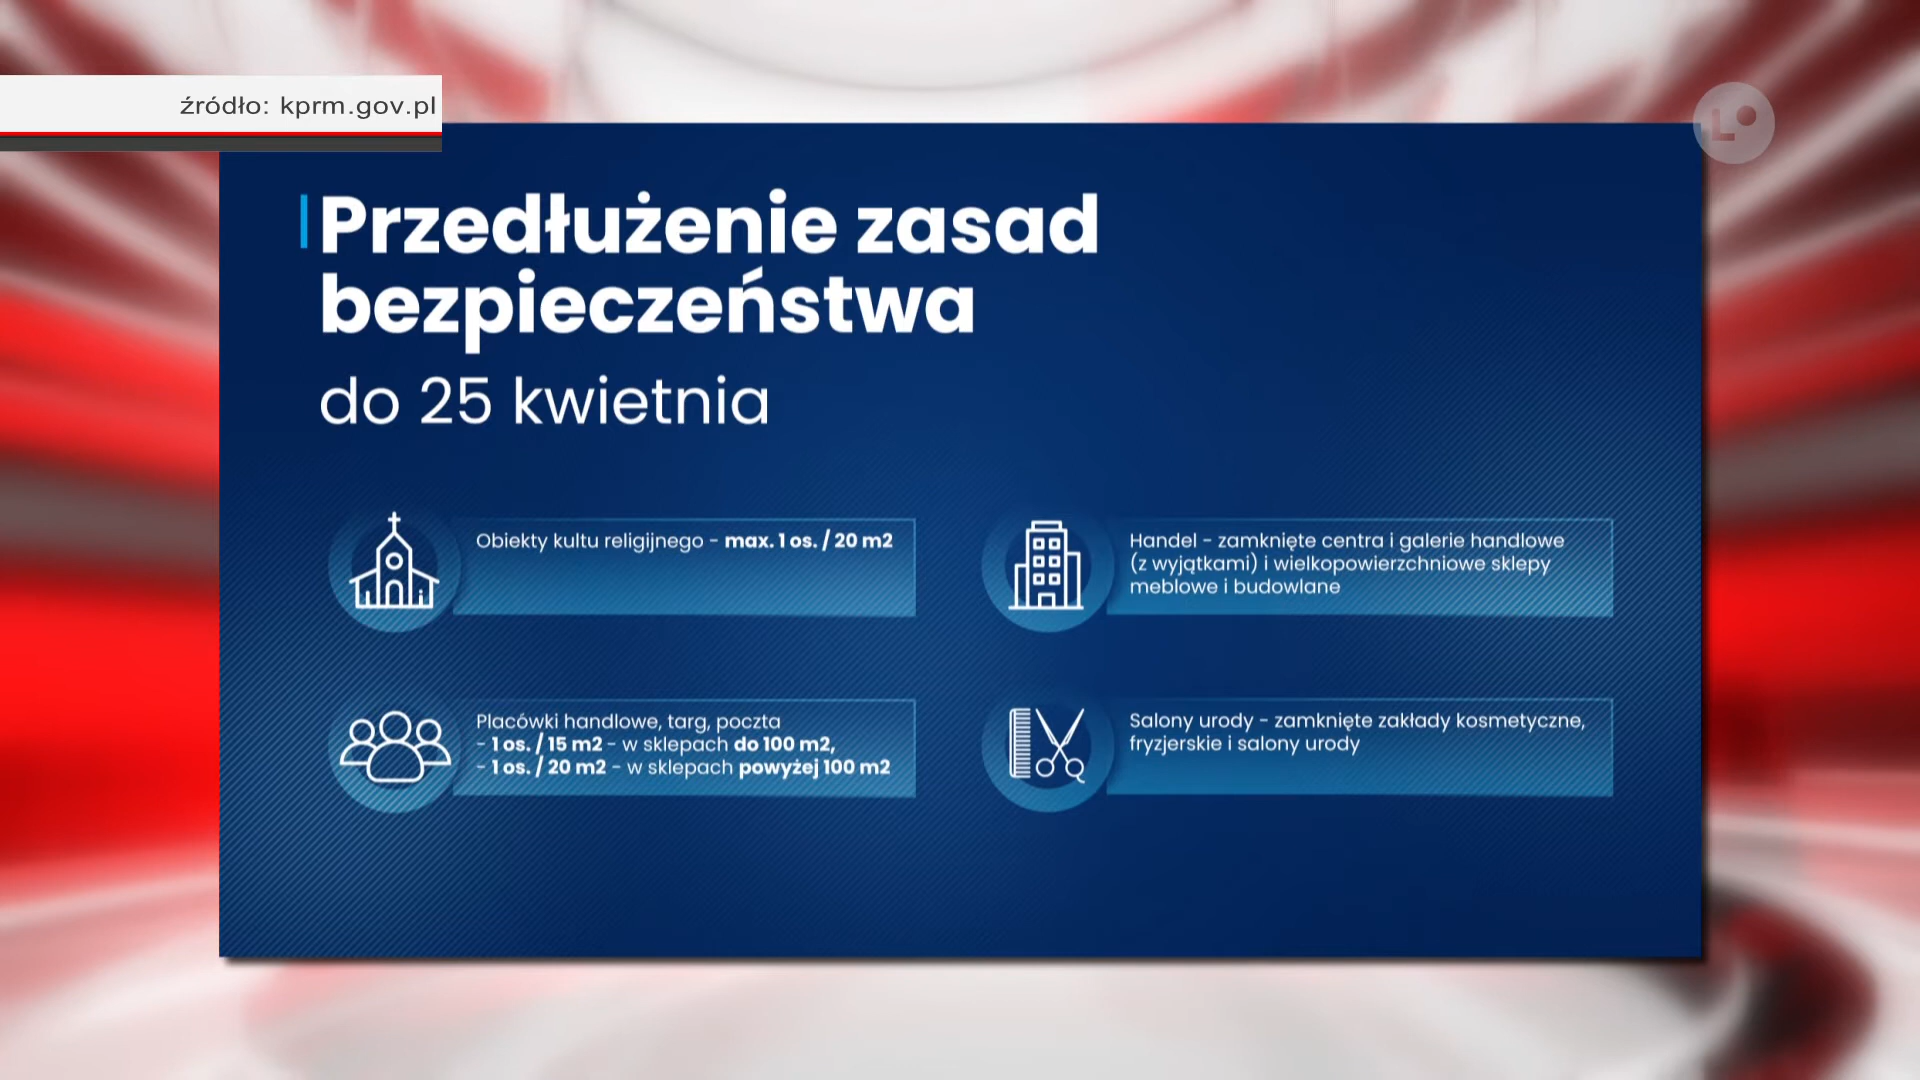 źródło: kprm.gov.pl
LO
Przedłużenie zasad
bezpieczeństwa
do 25 kwietnia
Obiekty kultu religijnego - max. 1 os. / 20 m2
Handel - zamknięte centra i galerie handlowe
(z wyjątkami) i wielkopowierzchniowe sklepy
meblowe i budowlane
Placówki handlowe, targ, poczta
- 1 os. / 15 m2 - w sklepach do 100 m2,
- 1 os. / 20 m2 - w sklepach powyżej 100 m2
Salony urody - zamknięte zakłady kosmetyczne,
fryzjerskie i salony urody